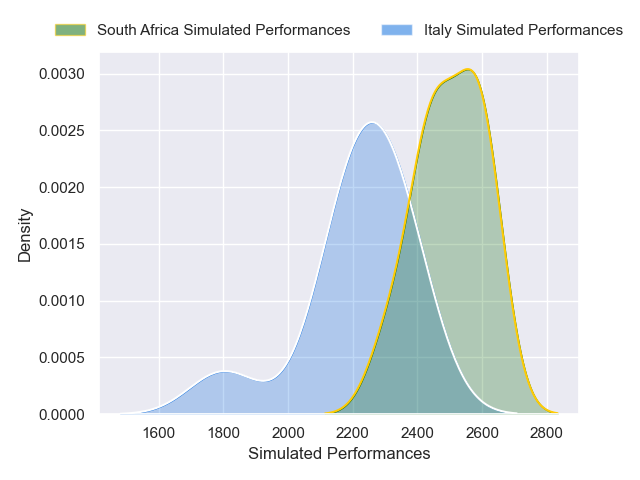 South Africa Simulated Performances Italy Simulated Performances
0.0030
0.0025
0.0020
0.0015
0.0010
0.0005
0.0000
Density
1600 1800 2000 2200 2400 2600 2800
Simulated Performances